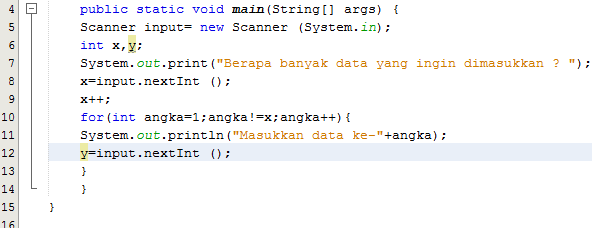 4 public static void main(String[] args) {
5 Scanner input= new Scanner (System.in);
6 int x,y;
7 System.out.print("Berapa banyak data yang ingin dimasukkan ? ");
8 x=input.nextInt ();
9 x++;
10 for(int angka=1;angka!=x;angka++){
11 System.out.println("Masukkan data ke-"+angka);
12 y=input.nextInt ();
13 }
14 }
15 }
16